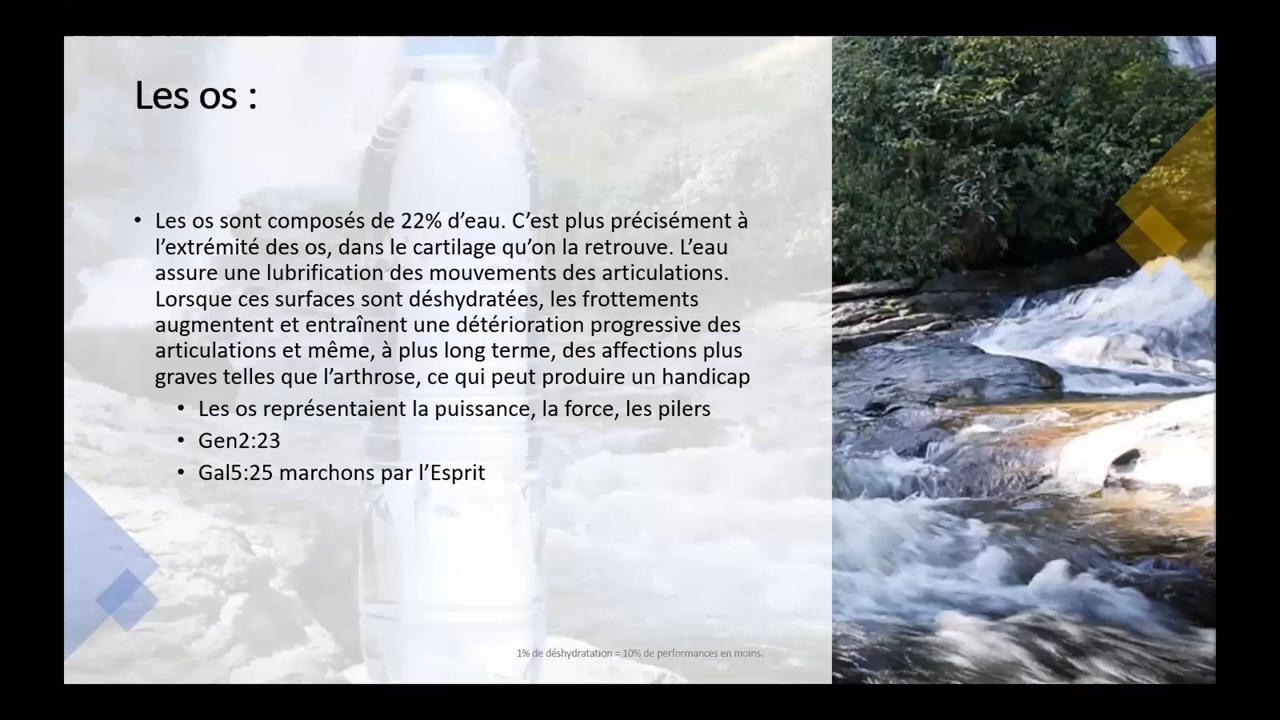 Les os :
• Les os sont composés de 22% d’eau. C’est plus précisément à
l’extrémité des os, dans le cartilage qu’on la retrouve. L’eau
assure une lubrification des mouvements des articulations.
Lorsque ces surfaces sont déshydratées, les frottements
augmentent et entraînent une détérioration progressive des
articulations et même, à plus long terme, des affections plus
graves telles que l’arthrose, ce qui peut produire un handicap
• Les os représentaient la puissance, la force, les pilers
• Gen2:23
• Gal5:25 marchons par l’Esprit
1% de déshydratation = 10% de performances en moins.